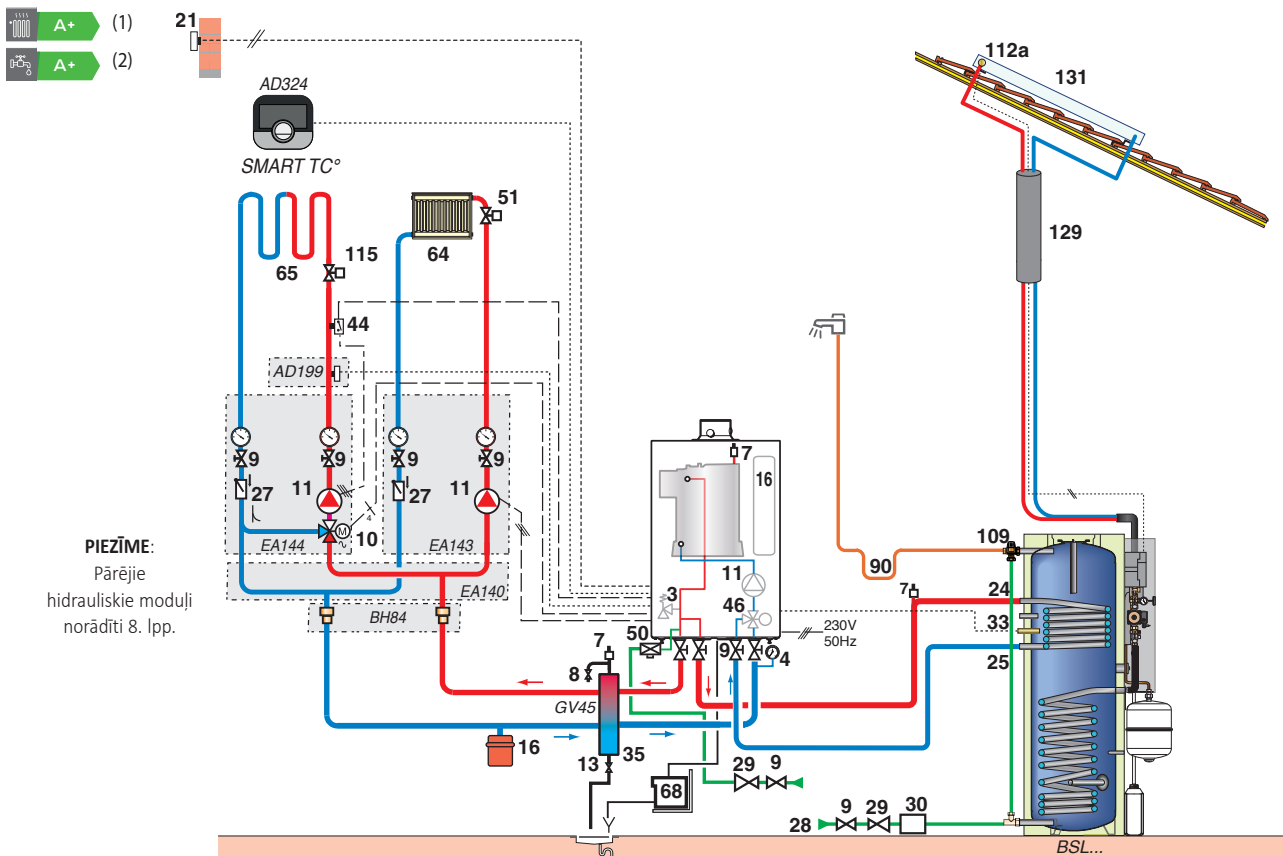 A+ (1)
A+ (2)
21
AD324
SMART TC°
112a
131
129
51
64
65
115
44
AD199
9
9
9
9
27
11
27
11
M
4
10
EA144
EA143
EA140
BH84
PIEZĪME:
Pārējie
hidrauliskie moduļi
norādīti 8. lpp.
7
16
11
3
46
50
9
4
230V
50Hz
90
109
7
24
33
25
7
8
GV45
16
13
35
68
29
9
28
9
29
30
BSL...